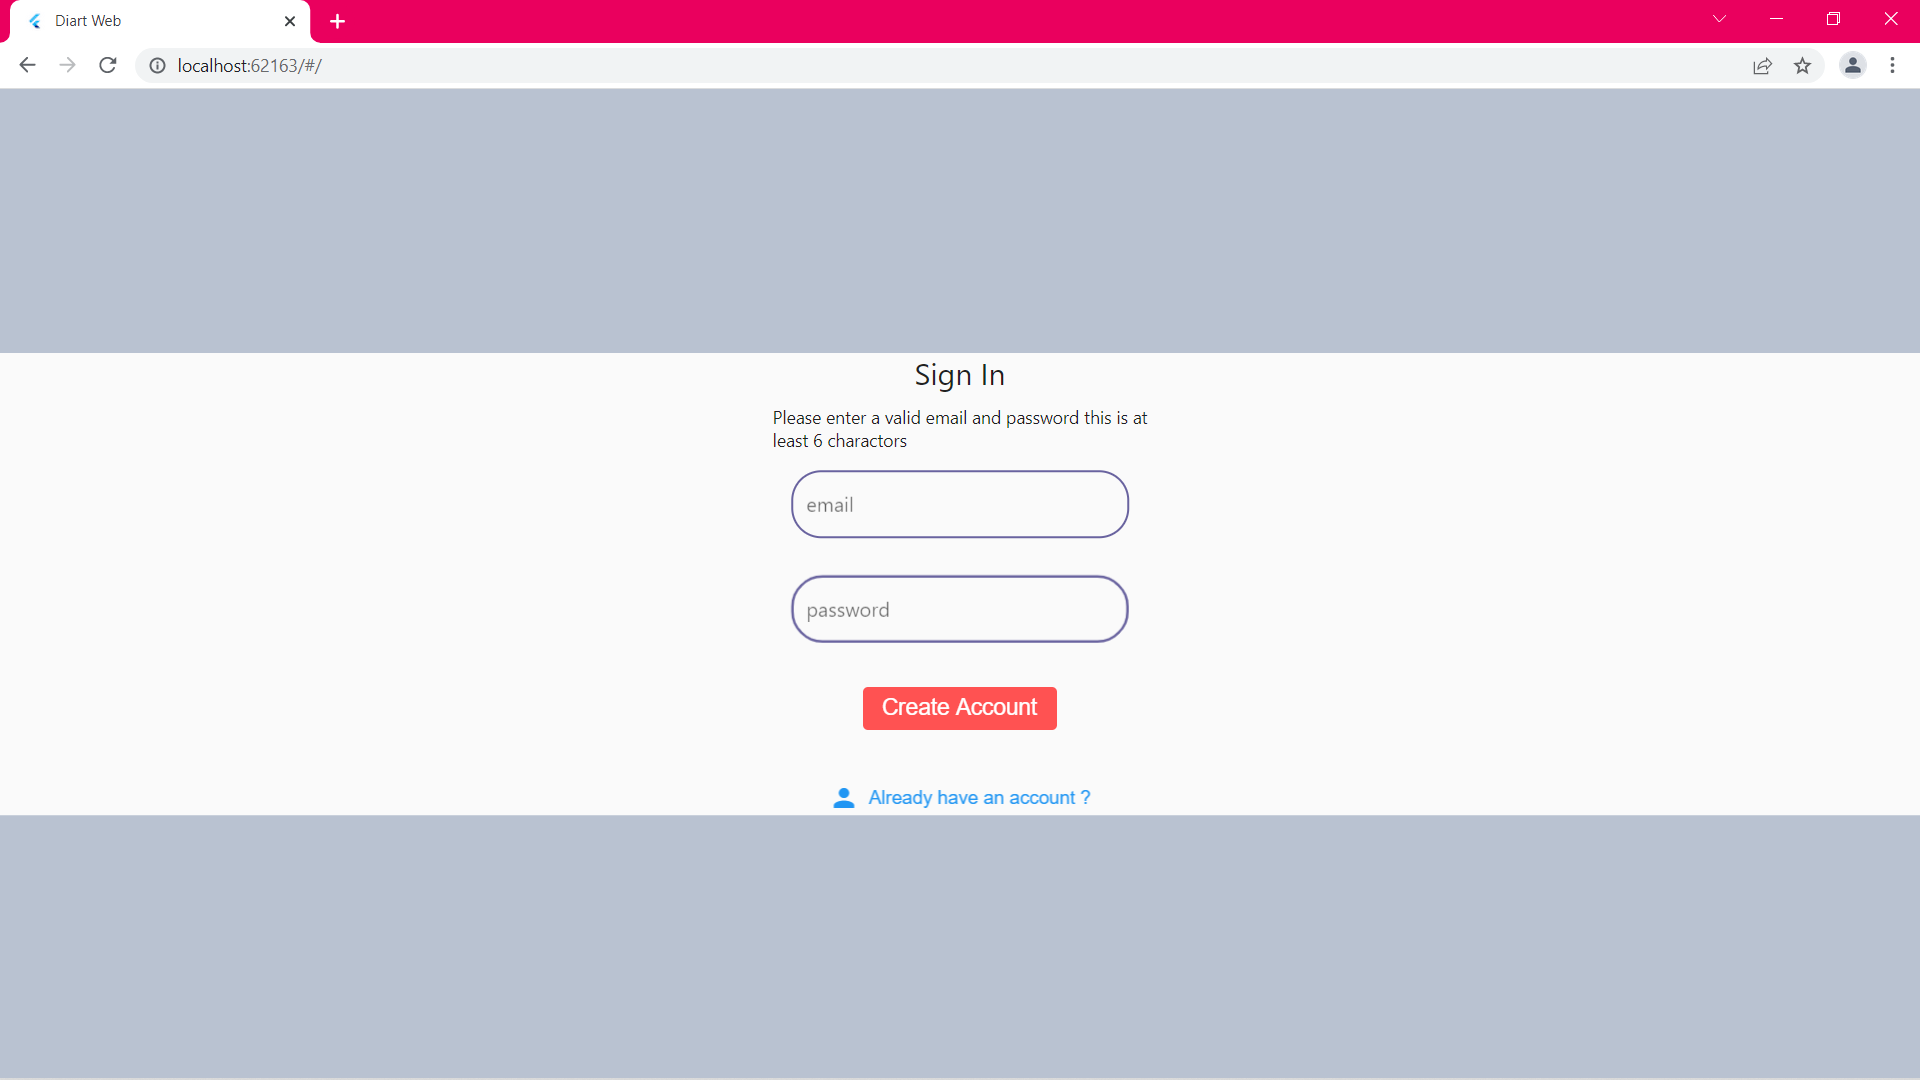 Diart Web
localhost:62163/#/
Sign In
Please enter a valid email and password this is at
least 6 charactors
email
password
Create Account
Already have an account ?